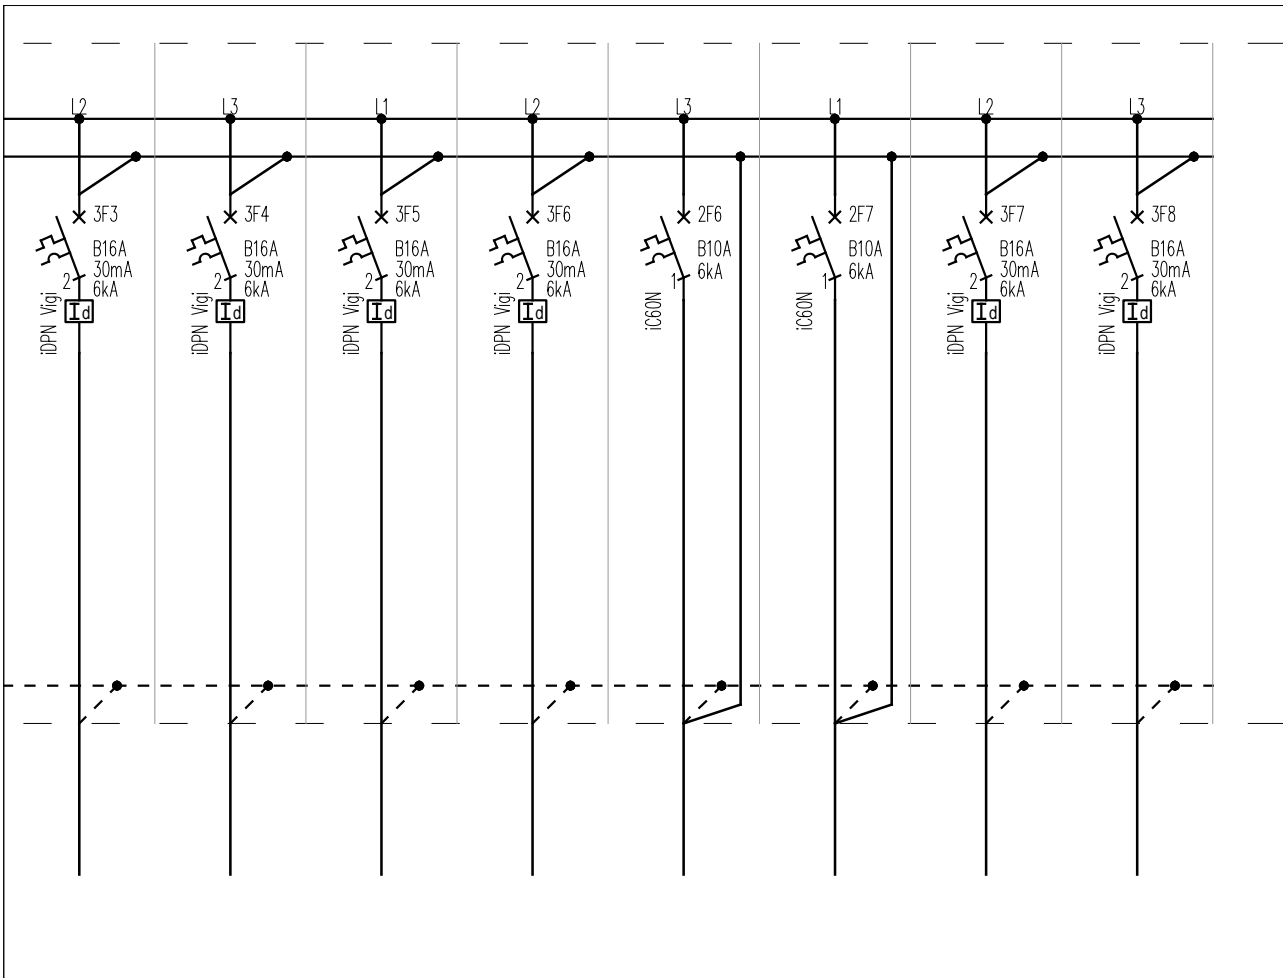 L2
L3
L1
L2
L3
L1
L2
L3
3F3
B16A
30mA
6kA
2
iDPN Vigi
Id
3F4
B16A
30mA
6kA
2
iDPN Vigi
Id
3F5
B16A
30mA
6kA
2
iDPN Vigi
Id
3F6
B16A
30mA
6kA
2
iDPN Vigi
Id
2F6
B10A
6kA
1
iC60N
2F7
B10A
6kA
1
iC60N
3F7
B16A
30mA
6kA
2
iDPN Vigi
Id
3F8
B16A
30mA
6kA
2
iDPN Vigi
Id